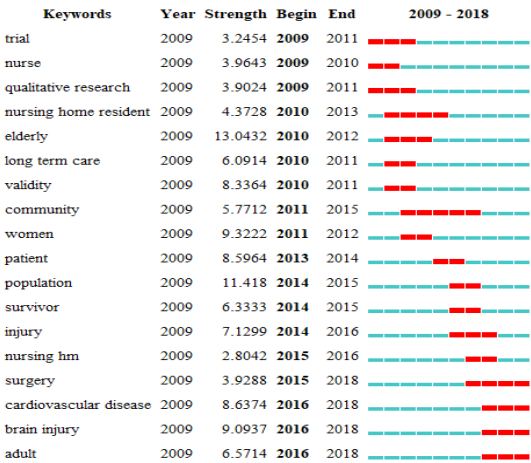 Keywords Year Strength Begin End 2009 - 2018
trial 2009 3.2454 2009 2011
nurse 2009 3.9643 2009 2010
qualitative research 2009 3.9024 2009 2011
nursing home resident 2009 4.3728 2010 2013
elderly 2009 13.0432 2010 2012
long term care 2009 6.0914 2010 2011
validity 2009 8.3364 2010 2011
community 2009 5.7712 2011 2015
women 2009 9.3222 2011 2012
patient 2009 8.5964 2013 2014
population 2009 11.418 2014 2015
survivor 2009 6.3333 2014 2015
injury 2009 7.1299 2014 2016
nursing hm 2009 2.8042 2015 2016
surgery 2009 3.9288 2015 2018
cardiovascular disease 2009 8.6374 2016 2018
brain injury 2009 9.0937 2016 2018
adult 2009 6.5714 2016 2018